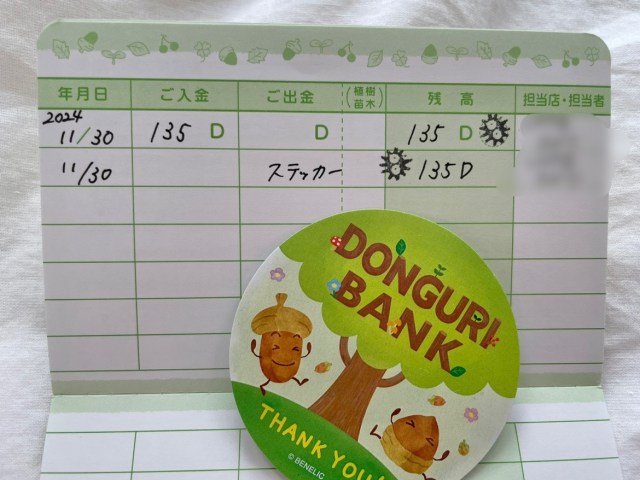 年月日 ご入金 ご出金 (植樹苗木) 残高 担当店・担当者
2024
11/30 135 D D 135 D
11/30 ステッカー 135D
DONGURI
BANK
THANK YOU!
© BENELIC